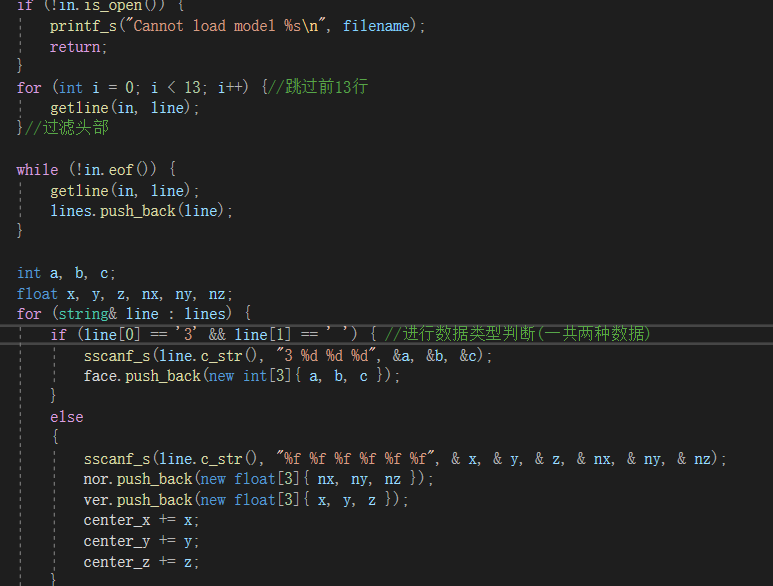 if (!in.is_open()) {
printf_s("Cannot load model %s\n", filename);
return;
}
for (int i = 0; i < 13; i++) {//跳过前13行
getline(in, line);
}//过滤头部
while (!in.eof()) {
getline(in, line);
lines.push_back(line);
}
int a, b, c;
float x, y, z, nx, ny, nz;
for (string& line : lines) {
if (line[0] == '3' && line[1] == ' ') { //进行数据类型判断(一共两种数据)
sscanf_s(line.c_str(), "3 %d %d %d", &a, &b, &c);
face.push_back(new int[3]{ a, b, c });
}
else
{
sscanf_s(line.c_str(), "%f %f %f %f %f %f", & x, & y, & z, & nx, & ny, & nz);
nor.push_back(new float[3]{ nx, ny, nz });
ver.push_back(new float[3]{ x, y, z });
center_x += x;
center_y += y;
center_z += z;
}